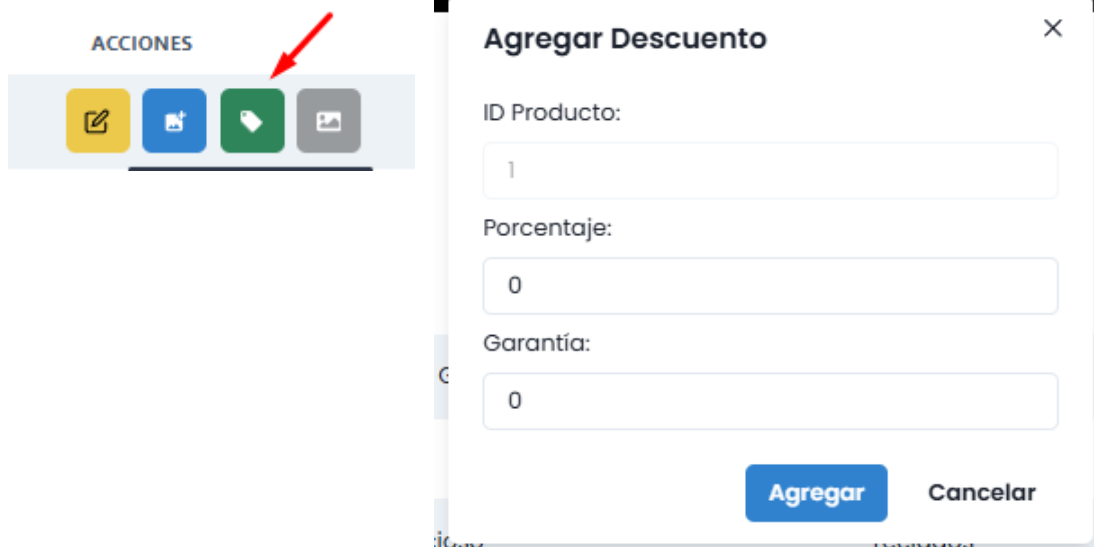 ACCIONES
Agregar Descuento
ID Producto:
1
Porcentaje:
0
Garantía:
0
Agregar Cancelar